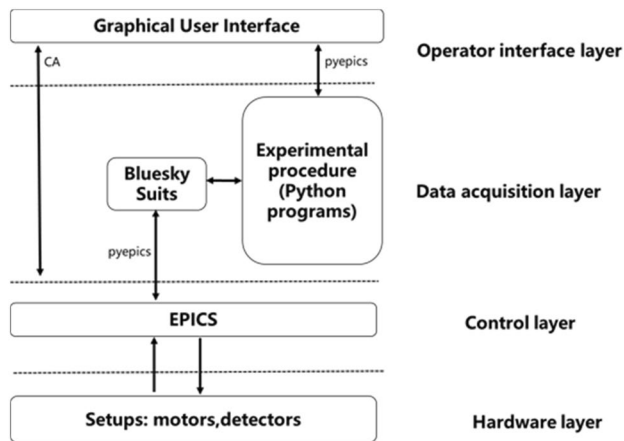 Graphical User Interface
Operator interface layer
CA
pyepics
Experimental
procedure
(Python
programs)
Bluesky
Suits
Data acquisition layer
pyepics
EPICS
Control layer
Setups: motors,detectors
Hardware layer